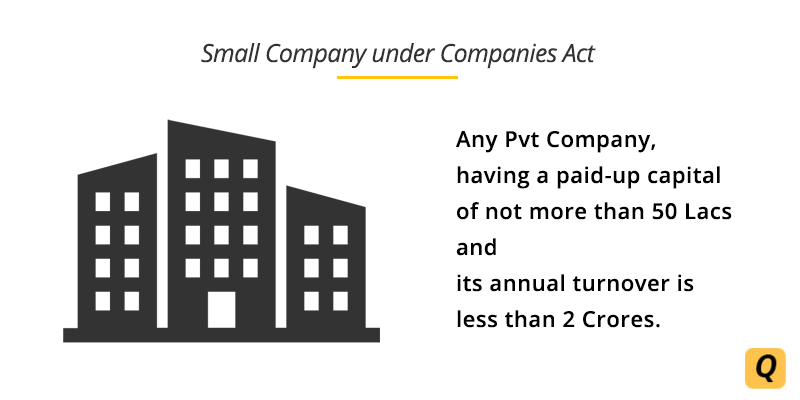 Small Company under Companies Act
Any Pvt Company,
having a paid-up capital
of not more than 50 Lacs
and
its annual turnover is
less than 2 Crores.
Q